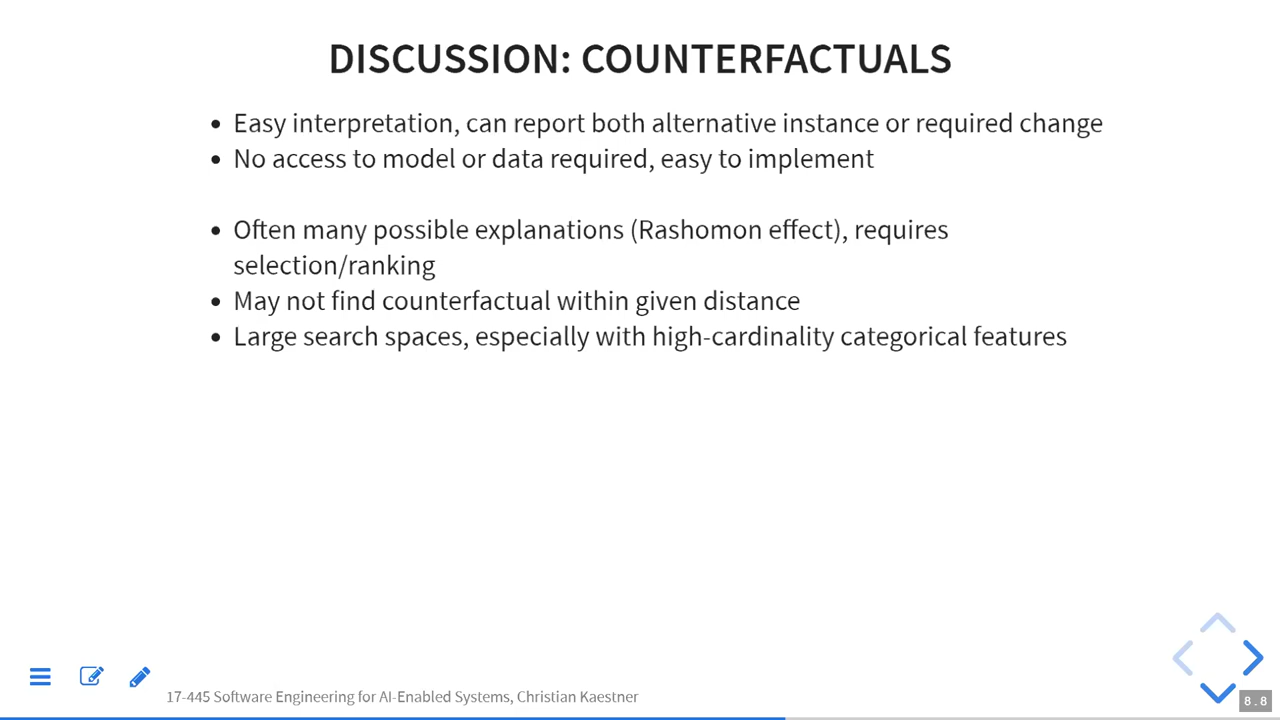 DISCUSSION: COUNTERFACTUALS
• Easy interpretation, can report both alternative instance or required change
• No access to model or data required, easy to implement
• Often many possible explanations (Rashomon effect), requires
selection/ranking
• May not find counterfactual within given distance
• Large search spaces, especially with high-cardinality categorical features
17-445 Software Engineering for AI-Enabled Systems, Christian Kaestner
8.8